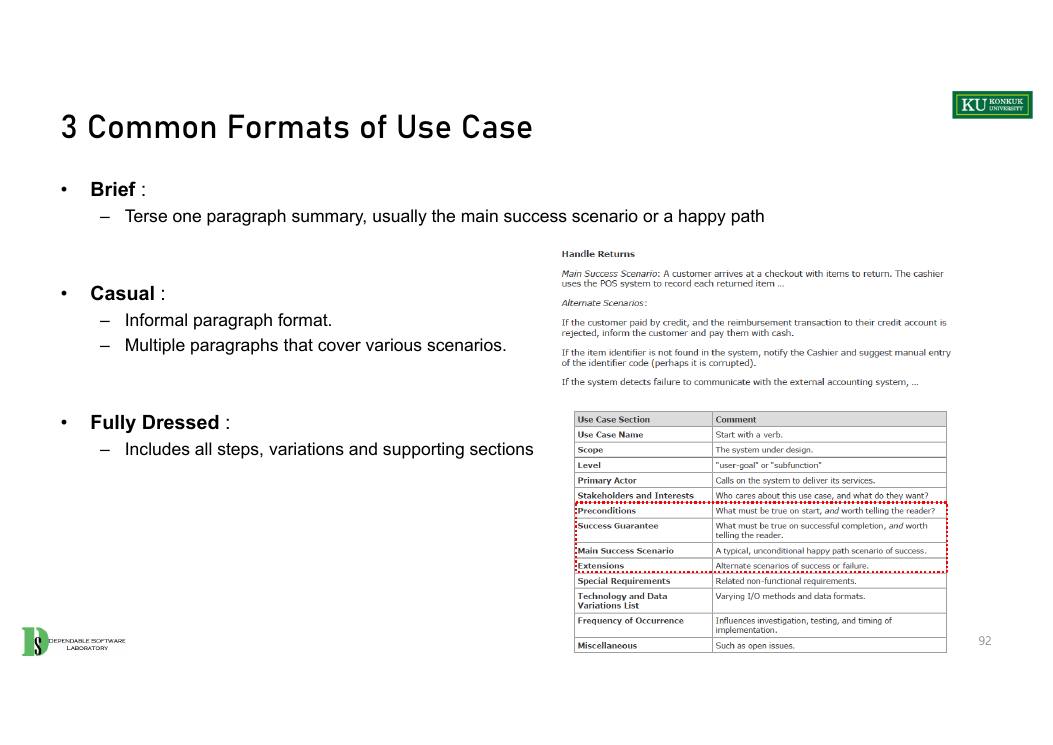 KU KONKUK
UNIVERSITY
3 Common Formats of Use Case
• Brief :
– Terse one paragraph summary, usually the main success scenario or a happy path
• Casual :
– Informal paragraph format.
– Multiple paragraphs that cover various scenarios.
• Fully Dressed :
– Includes all steps, variations and supporting sections
Handle Returns
Main Success Scenario: A customer arrives at a checkout with items to return. The cashier
uses the POS system to record each returned item ...
Alternate Scenarios:
If the customer paid by credit, and the reimbursement transaction to their credit account is
rejected, inform the customer and pay them with cash.
If the item identifier is not found in the system, notify the Cashier and suggest manual entry
of the identifier code (perhaps it is corrupted).
If the system detects failure to communicate with the external accounting system, ...
Use Case Section Comment
Use Case Name Start with a verb.
Scope The system under design.
Level "user-goal" or "subfunction"
Primary Actor Calls on the system to deliver its services.
Stakeholders and Interests Who cares about this use case, and what do they want?
Preconditions What must be true on start, and worth telling the reader?
Success Guarantee What must be true on successful completion, and worth
telling the reader.
Main Success Scenario A typical, unconditional happy path scenario of success.
Extensions Alternate scenarios of success or failure.
Special Requirements Related non-functional requirements.
Technology and Data Varying I/O methods and data formats.
Variations List
Frequency of Occurrence Influences investigation, testing, and timing of
implementation.
Miscellaneous Such as open issues.
DS DEPENDABLE SOFTWARE
LABORATORY
92